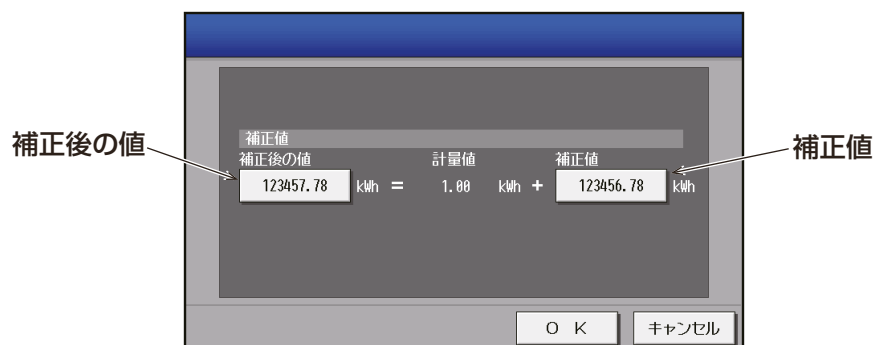 補正後の値
補正値
補正値
補正後の値 計量値 補正値
123457.78 kWh = 1.00 kWh + 123456.78 kWh
O K キャンセル